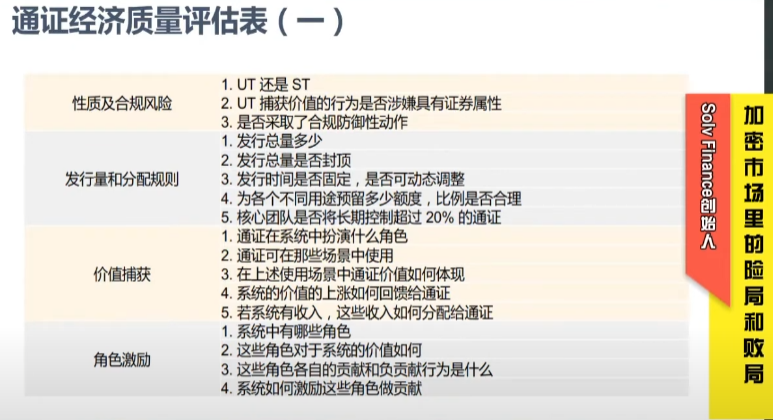 通证经济质量评估表（一）
性质及合规风险
1. UT 还是 ST
2. UT 捕获价值的行为是否涉嫌具有证券属性
3. 是否采取了合规防御性动作
发行量和分配规则
1. 发行总量多少
2. 发行总量是否封顶
3. 发行时间是否固定，是否可动态调整
4. 为各个不同用途预留多少额度，比例是否合理
5. 核心团队是否将长期控制超过 20% 的通证
价值捕获
1. 通证在系统中扮演什么角色
2. 通证可在那些场景中使用
3. 在上述使用场景中通证价值如何体现
4. 系统的价值的上涨如何回馈给通证
5. 若系统有收入，这些收入如何分配给通证
角色激励
1. 系统中有哪些角色
2. 这些角色对于系统的价值如何
3. 这些角色各自的贡献和负贡献行为是什么
4. 系统如何激励这些角色做贡献
Solv Finance创始人
加密市场里的险局和败局